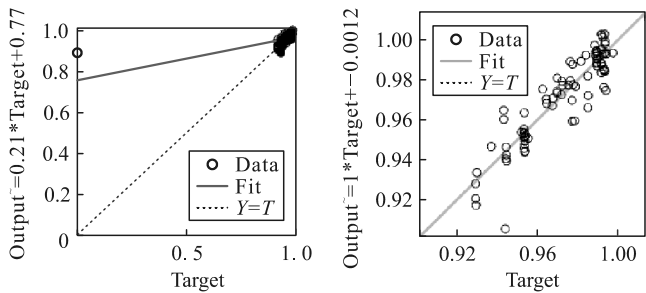 Output~=0.21*Target+0.77
1.0
0.8
0.6
0.4
0.2
0
0.5
1.0
Target
Data
Fit
Y=T
Output~=1*Target+−0.0012
1.00
0.98
0.96
0.94
0.92
0.92
0.96
1.00
Target
Data
Fit
Y=T